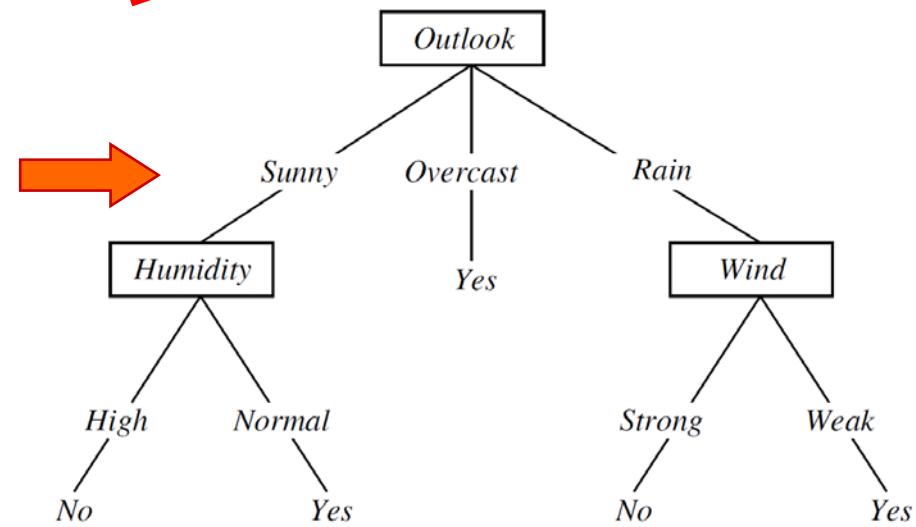 Outlook
Sunny Overcast Rain
Humidity Yes Wind
High Normal Strong Weak
No Yes No Yes